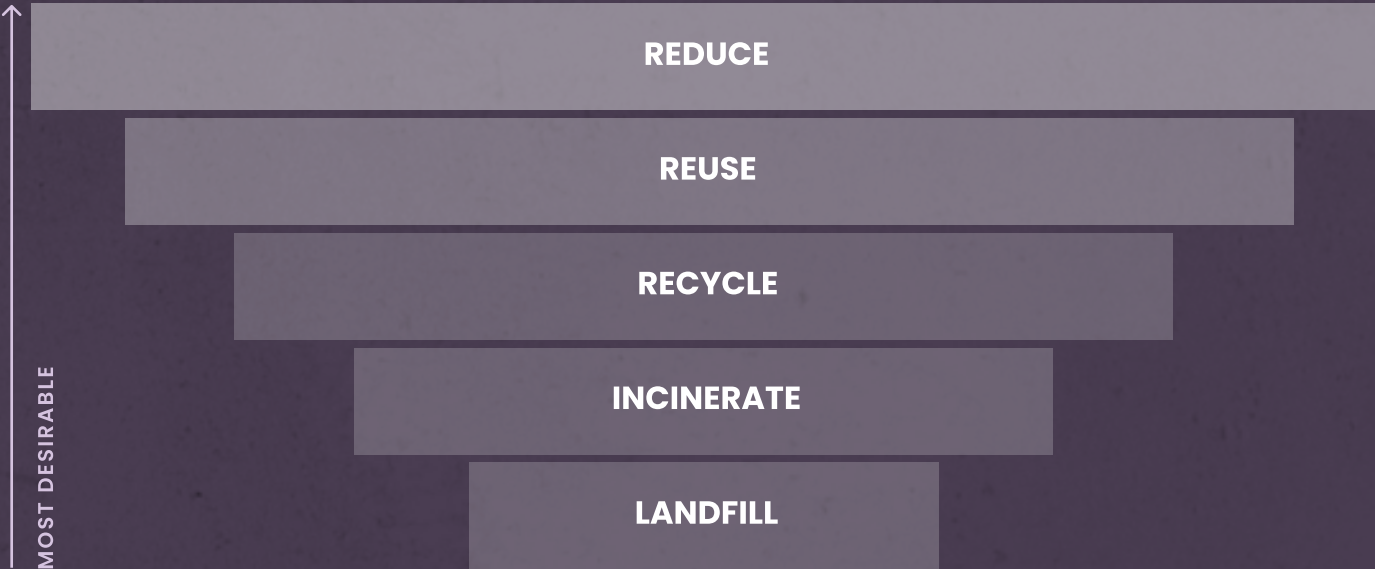 REDUCE
REUSE
RECYCLE
INCINERATE
LANDFILL
MOST DESIRABLE